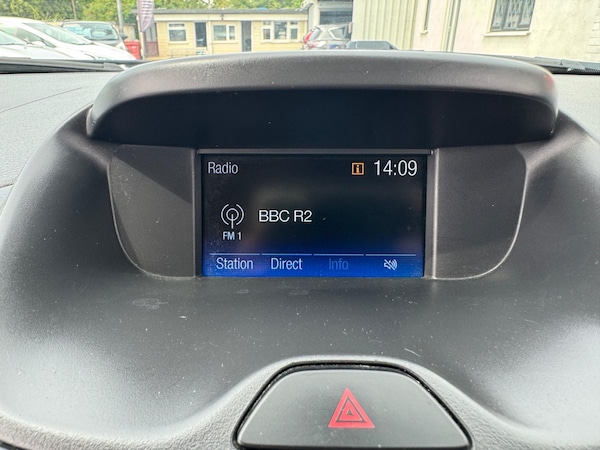 Radio 14:09
BBC R2
FM 1
Station Direct Info